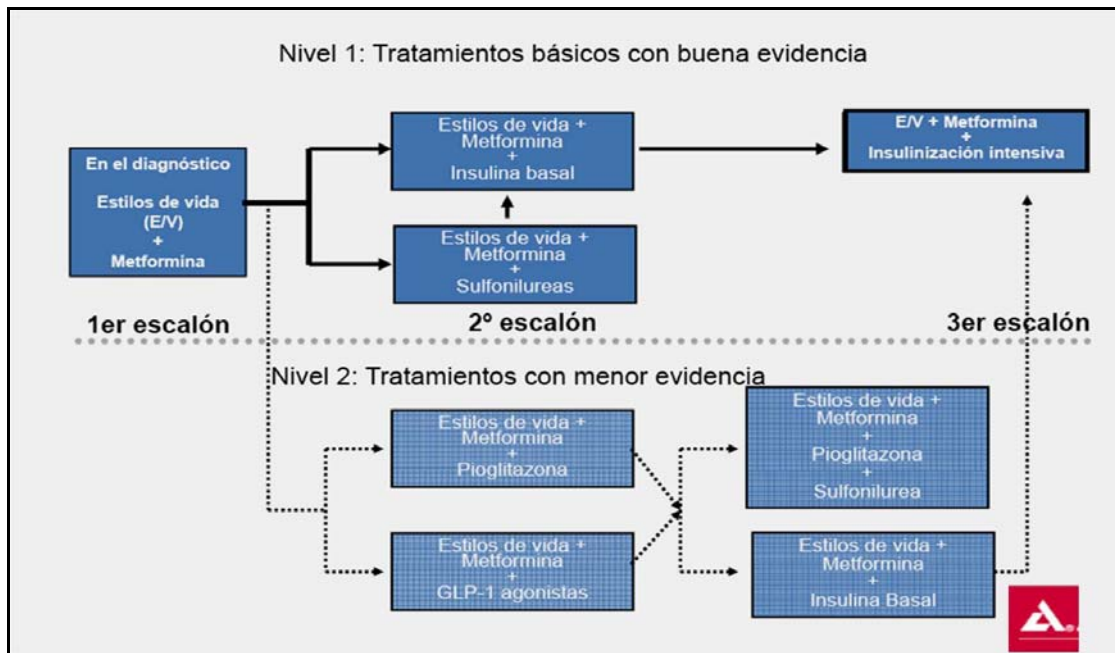 Nivel 1: Tratamientos básicos con buena evidencia
En el diagnóstico
Estilos de vida
(E/V)
+
Metformina
Estilos de vida +
Metformina
+
Insulina basal
E/V + Metformina
+
Insulinización intensiva
Estilos de vida +
Metformina
+
Sulfonilureas
1er escalón
2º escalón
3er escalón
Nivel 2: Tratamientos con menor evidencia
Estilos de vida +
Metformina
+
Pioglitazona
Estilos de vida +
Metformina
+
Pioglitazona
+
Sulfonilurea
Estilos de vida +
Metformina
+
GLP-1 agonistas
Estilos de vida +
Metformina
+
Insulina Basal